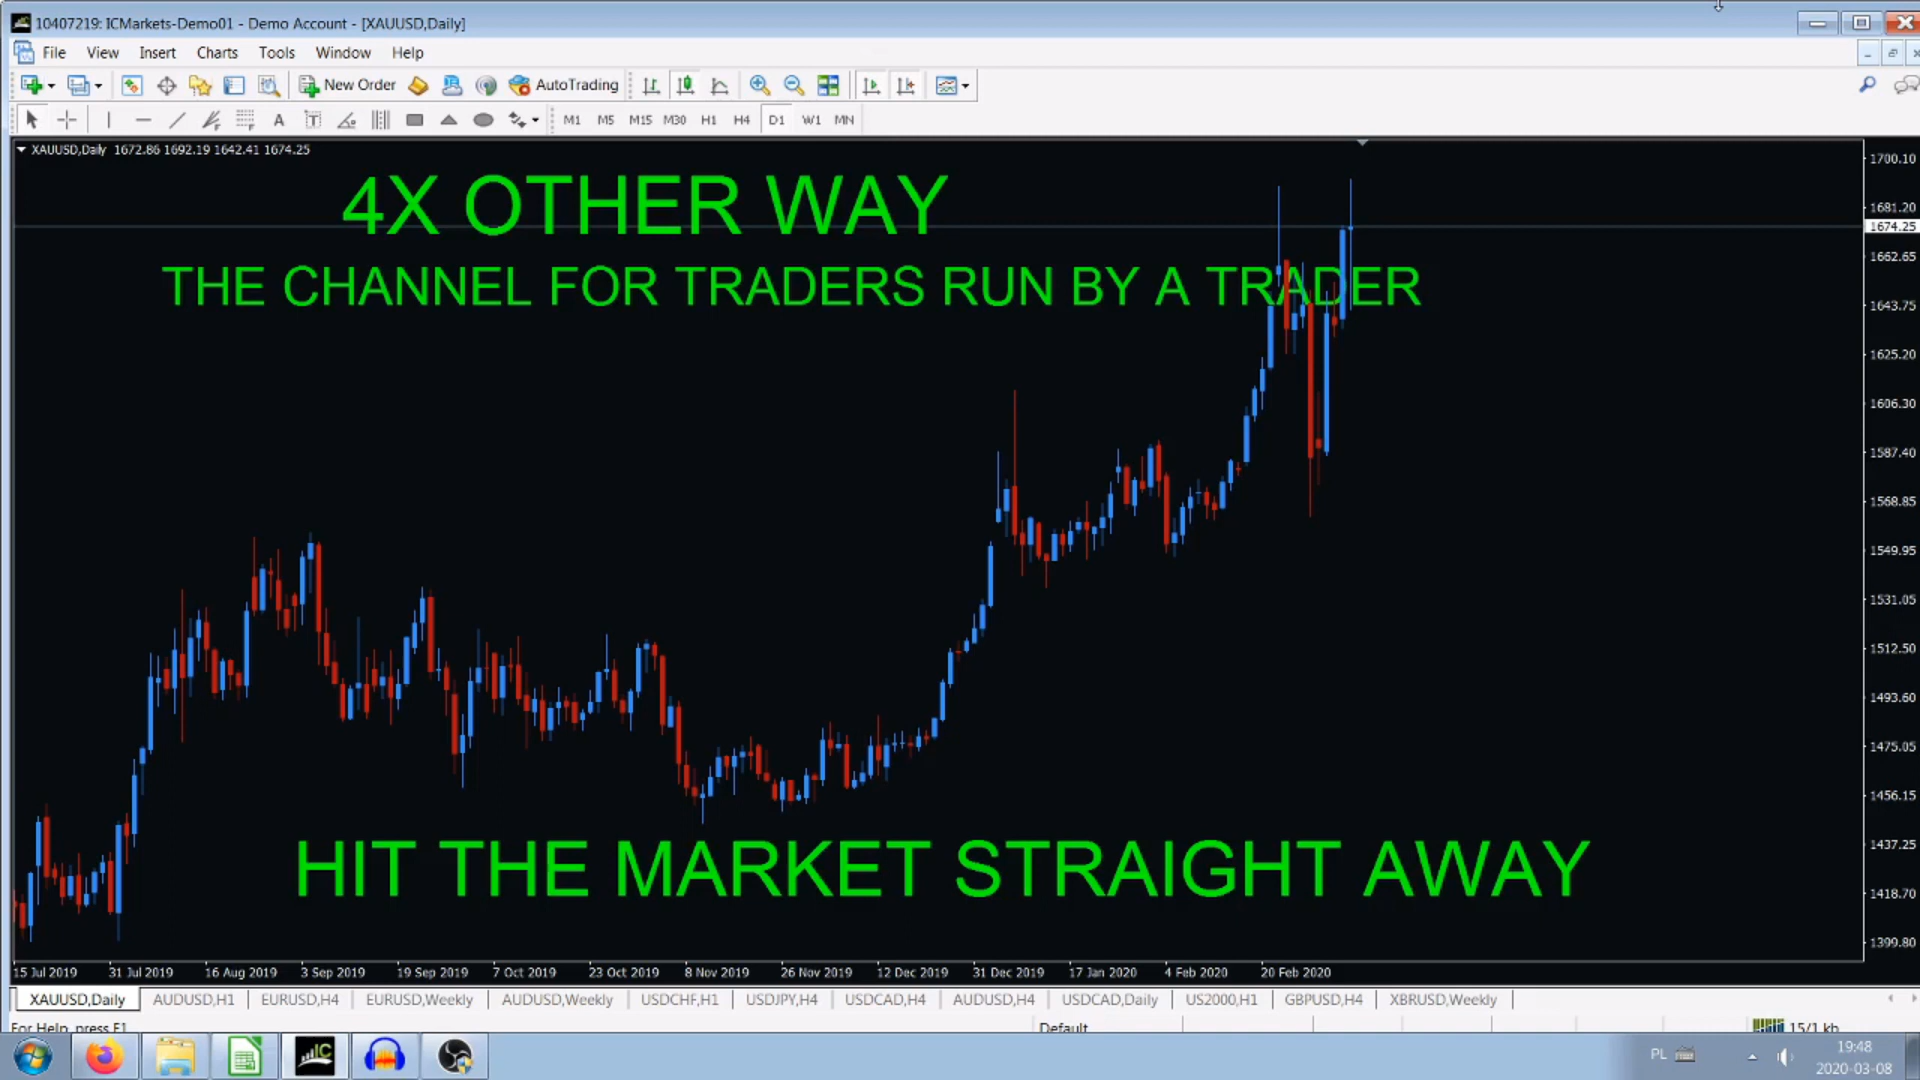 10407219: ICMarkets-Demo01 - Demo Account - [XAUUSD,Daily]
File View Insert Charts Tools Window Help
New Order AutoTrading
A T M1 M5 M15 M30 H1 H4 D1 W1 MN
XAUUSD,Daily 1672.86 1692.19 1642.41 1674.25
4X OTHER WAY
THE CHANNEL FOR TRADERS RUN BY A TRADER
HIT THE MARKET STRAIGHT AWAY
1700.10
1681.20
1674.25
1662.65
1643.75
1625.20
1606.30
1587.40
1568.85
1549.95
1531.05
1512.50
1493.60
1475.05
1456.15
1437.25
1418.70
1399.80
15 Jul 2019 31 Jul 2019 16 Aug 2019 3 Sep 2019 19 Sep 2019 7 Oct 2019 23 Oct 2019 8 Nov 2019 26 Nov 2019 12 Dec 2019 31 Dec 2019 17 Jan 2020 4 Feb 2020 20 Feb 2020
XAUUSD,Daily AUDUSD,H1 EURUSD,H4 EURUSD,Weekly AUDUSD,Weekly USDCHF,H1 USDJPY,H4 USDCAD,H4 AUDUSD,H4 USDCAD,Daily US2000,H1 GBPUSD,H4 XBRUSD,Weekly
For Help, press F1 Default 15/1 kb
IC
PL
19:48
2020-03-08